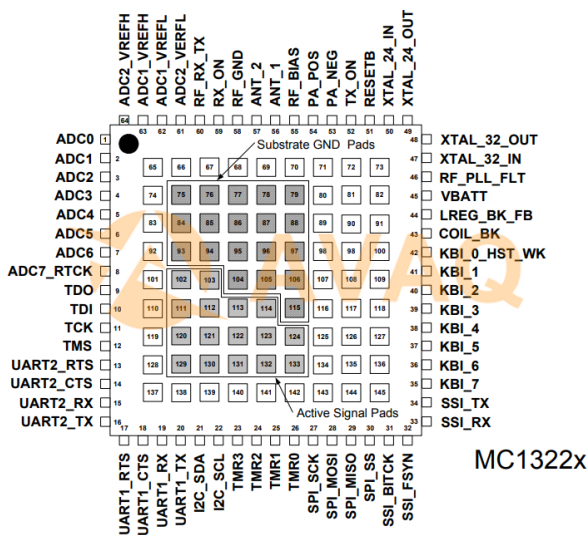 ADC2_VREFH
ADC1_VREFH
ADC1_VREFL
ADC2_VERFL
RF_RX_TX
RX_ON
RF_GND
ANT_2
ANT_1
RF_BIAS
PA_POS
PA_NEG
TX_ON
RESETB
XTAL_24_IN
XTAL_24_OUT
64 63 62 61 60 59 58 57 56 55 54 53 52 51 50 49
Substrate GND Pads
ADC0 1 48 XTAL_32_OUT
ADC1 2 47 XTAL_32_IN
ADC2 3 46 RF_PLL_FLT
ADC3 4 45 VBATT
ADC4 5 44 LREG_BK_FB
ADC5 6 43 COIL_BK
ADC6 7 42 KBI_0_HST_WK
ADC7_RTCK 8 41 KBI_1
TDO 9 40 KBI_2
TDI 10 39 KBI_3
TCK 11 38 KBI_4
TMS 12 37 KBI_5
UART2_RTS 13 36 KBI_6
UART2_CTS 14 35 KBI_7
UART2_RX 15 34 SSI_TX
UART2_TX 16 33 SSI_RX
65 66 67 68 69 70 71 72 73
74 75 76 77 78 79 80 81 82
83 84 85 86 87 88 89 90 91
92 93 94 95 96 97 98 99 100
101 102 103 104 105 106 107 108 109
110 111 112 113 114 115 116 117 118
119 120 121 122 123 124 125 126 127
128 129 130 131 132 133 134 135 136
137 138 139 140 141 142 143 144 145
AVAQ
Active Signal Pads
17 18 19 20 21 22 23 24 25 26 27 28 29 30 31 32
UART1_RTS
UART1_CTS
UART1_RX
UART1_TX
I2C_SDA
I2C_SCL
TMR3
TMR2
TMR1
TMR0
SPI_SCK
SPI_MOSI
SPI_MISO
SPI_SS
SSI_BITCK
SSI_FSYN
MC1322x